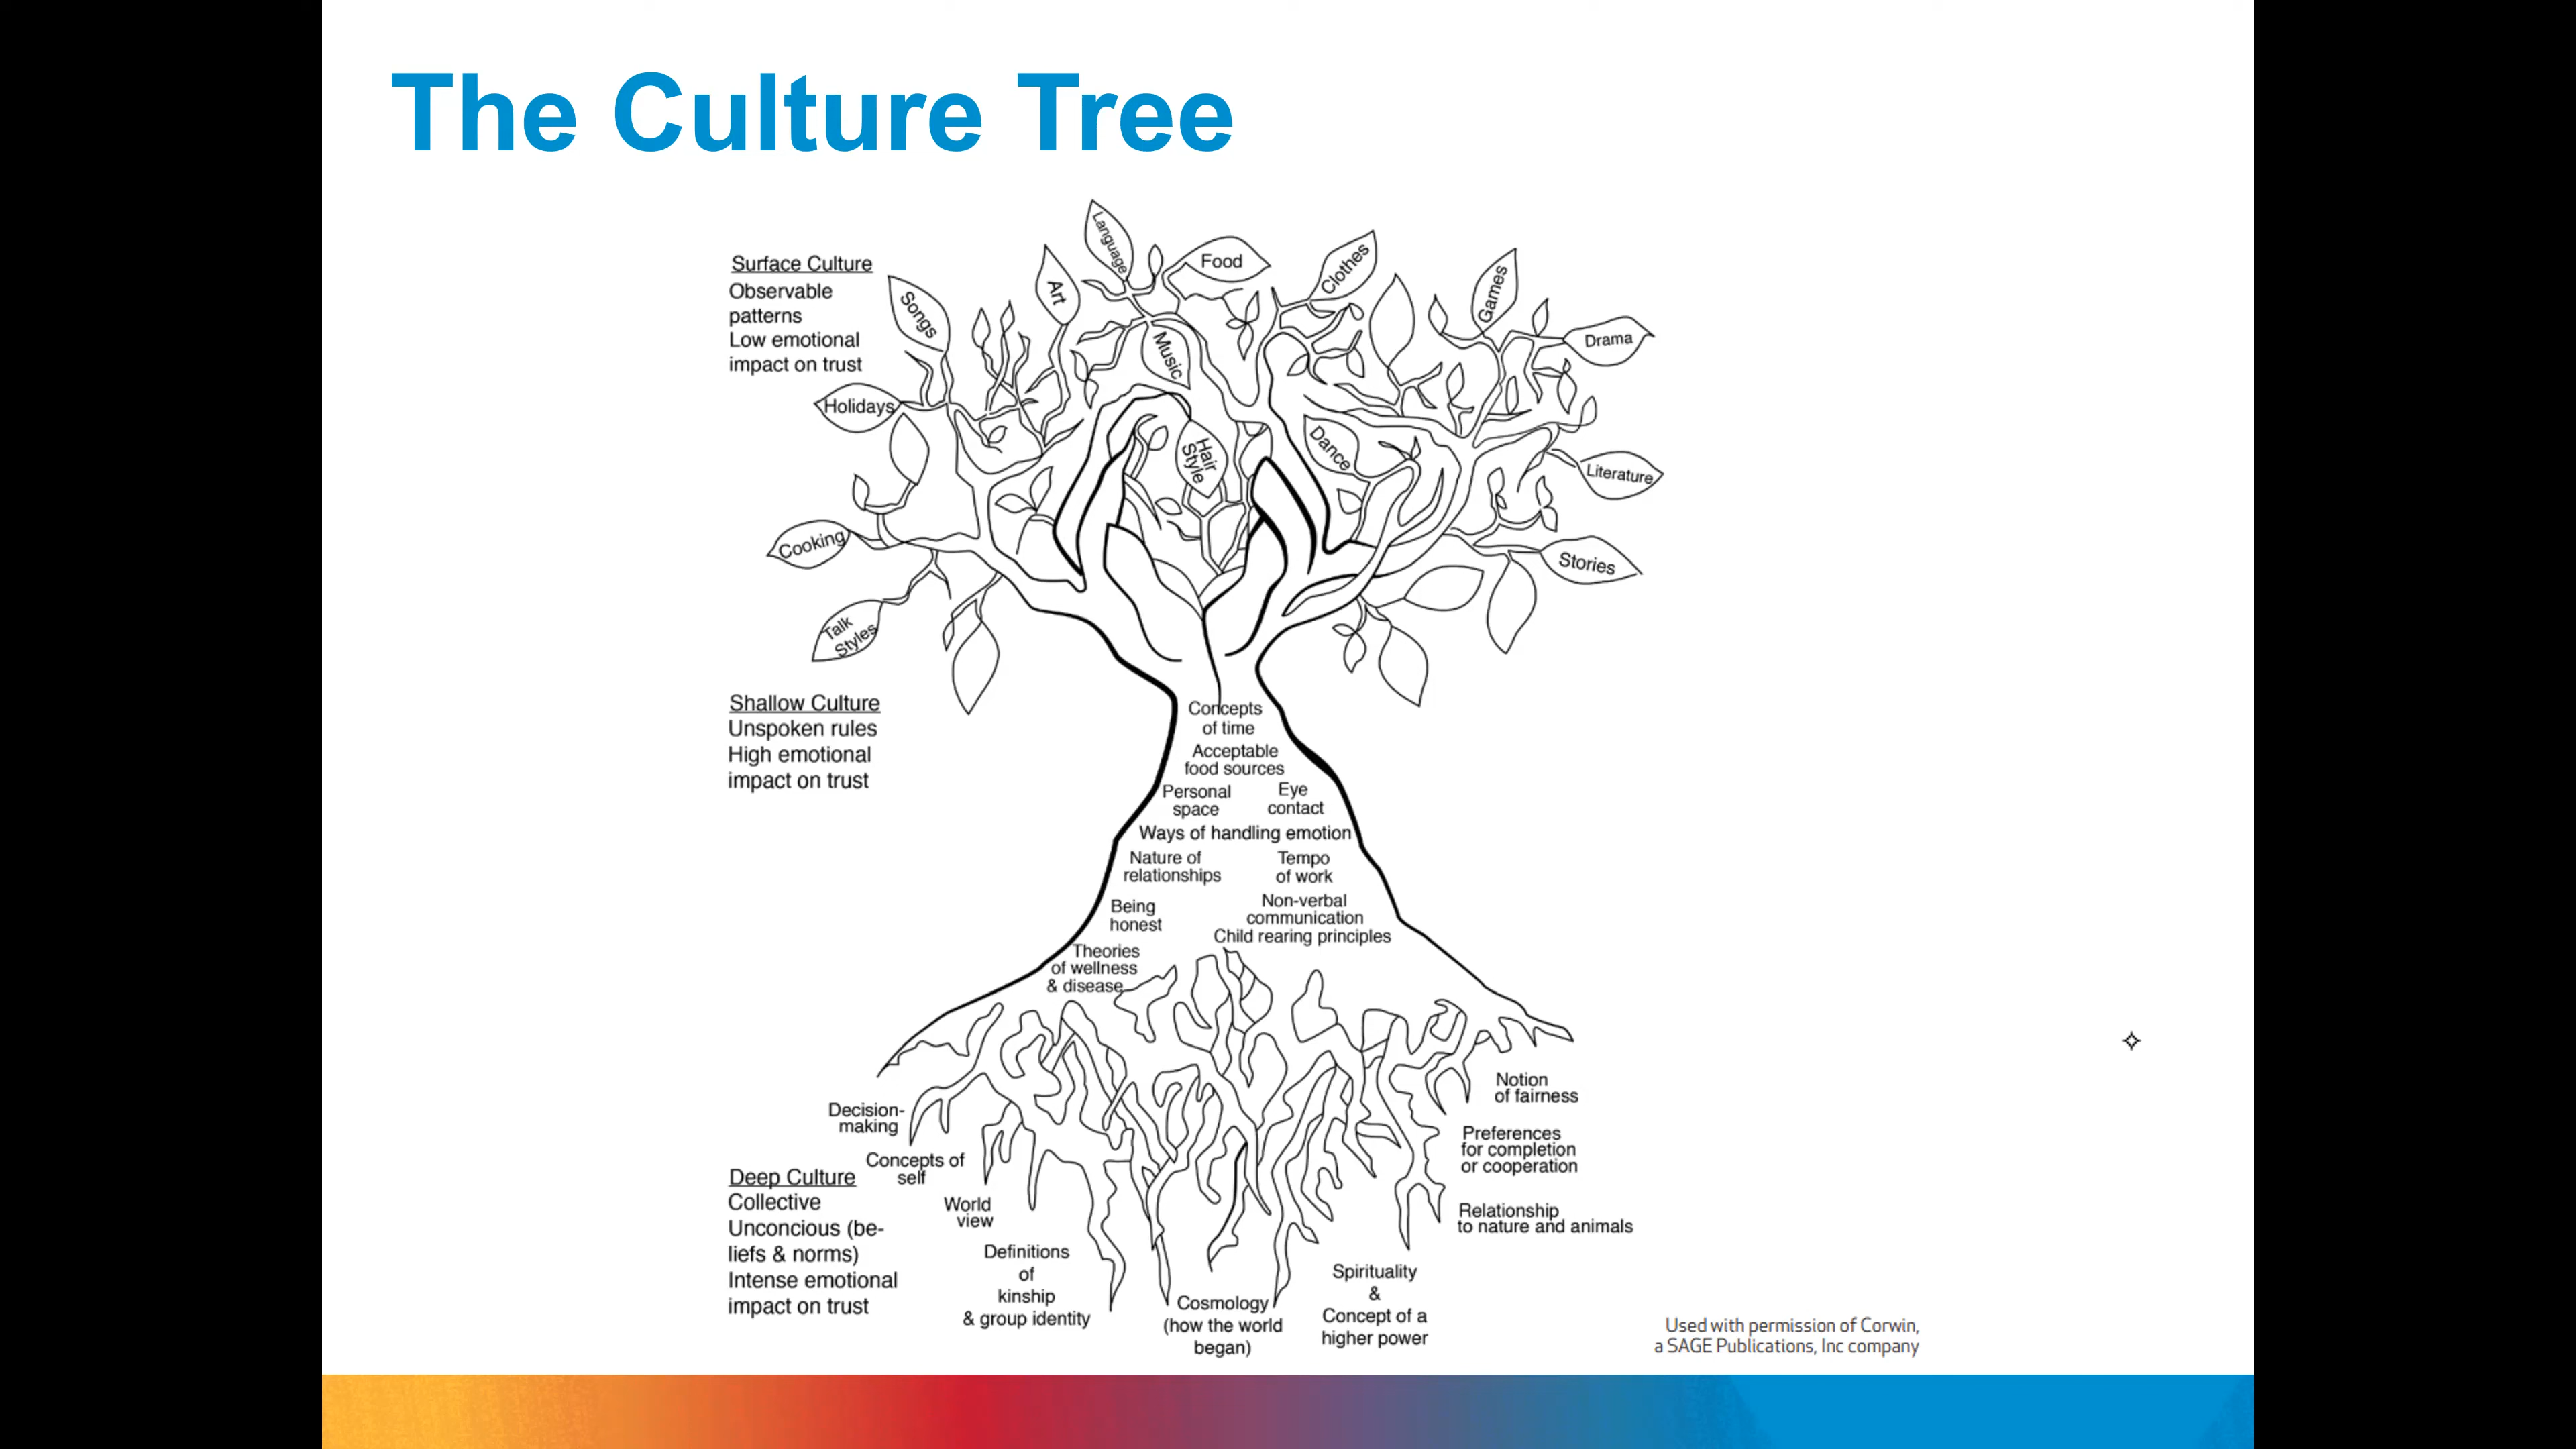 The Culture Tree
Surface Culture
Observable
patterns
Low emotional
impact on trust
Language
Food
Clothes
Games
Art
Songs
Drama
Music
Holidays
Hair
Style
Dance
Literature
Cooking
Stories
Talk
Styles
Shallow Culture
Unspoken rules
High emotional
impact on trust
Concepts
of time
Acceptable
food sources
Personal
space
Eye
contact
Ways of handling emotion
Nature of
relationships
Tempo
of work
Being
honest
Non-verbal
communication
Child rearing principles
Theories
of wellness
& disease
Deep Culture
Collective
Unconcious (be-
liefs & norms)
Intense emotional
impact on trust
Decision-
making
Concepts of
self
World
view
Definitions
of
kinship
& group identity
Cosmology
(how the world
began)
Spirituality
&
Concept of a
higher power
Notion
of fairness
Preferences
for completion
or cooperation
Relationship
to nature and animals
Used with permission of Corwin,
a SAGE Publications, Inc company